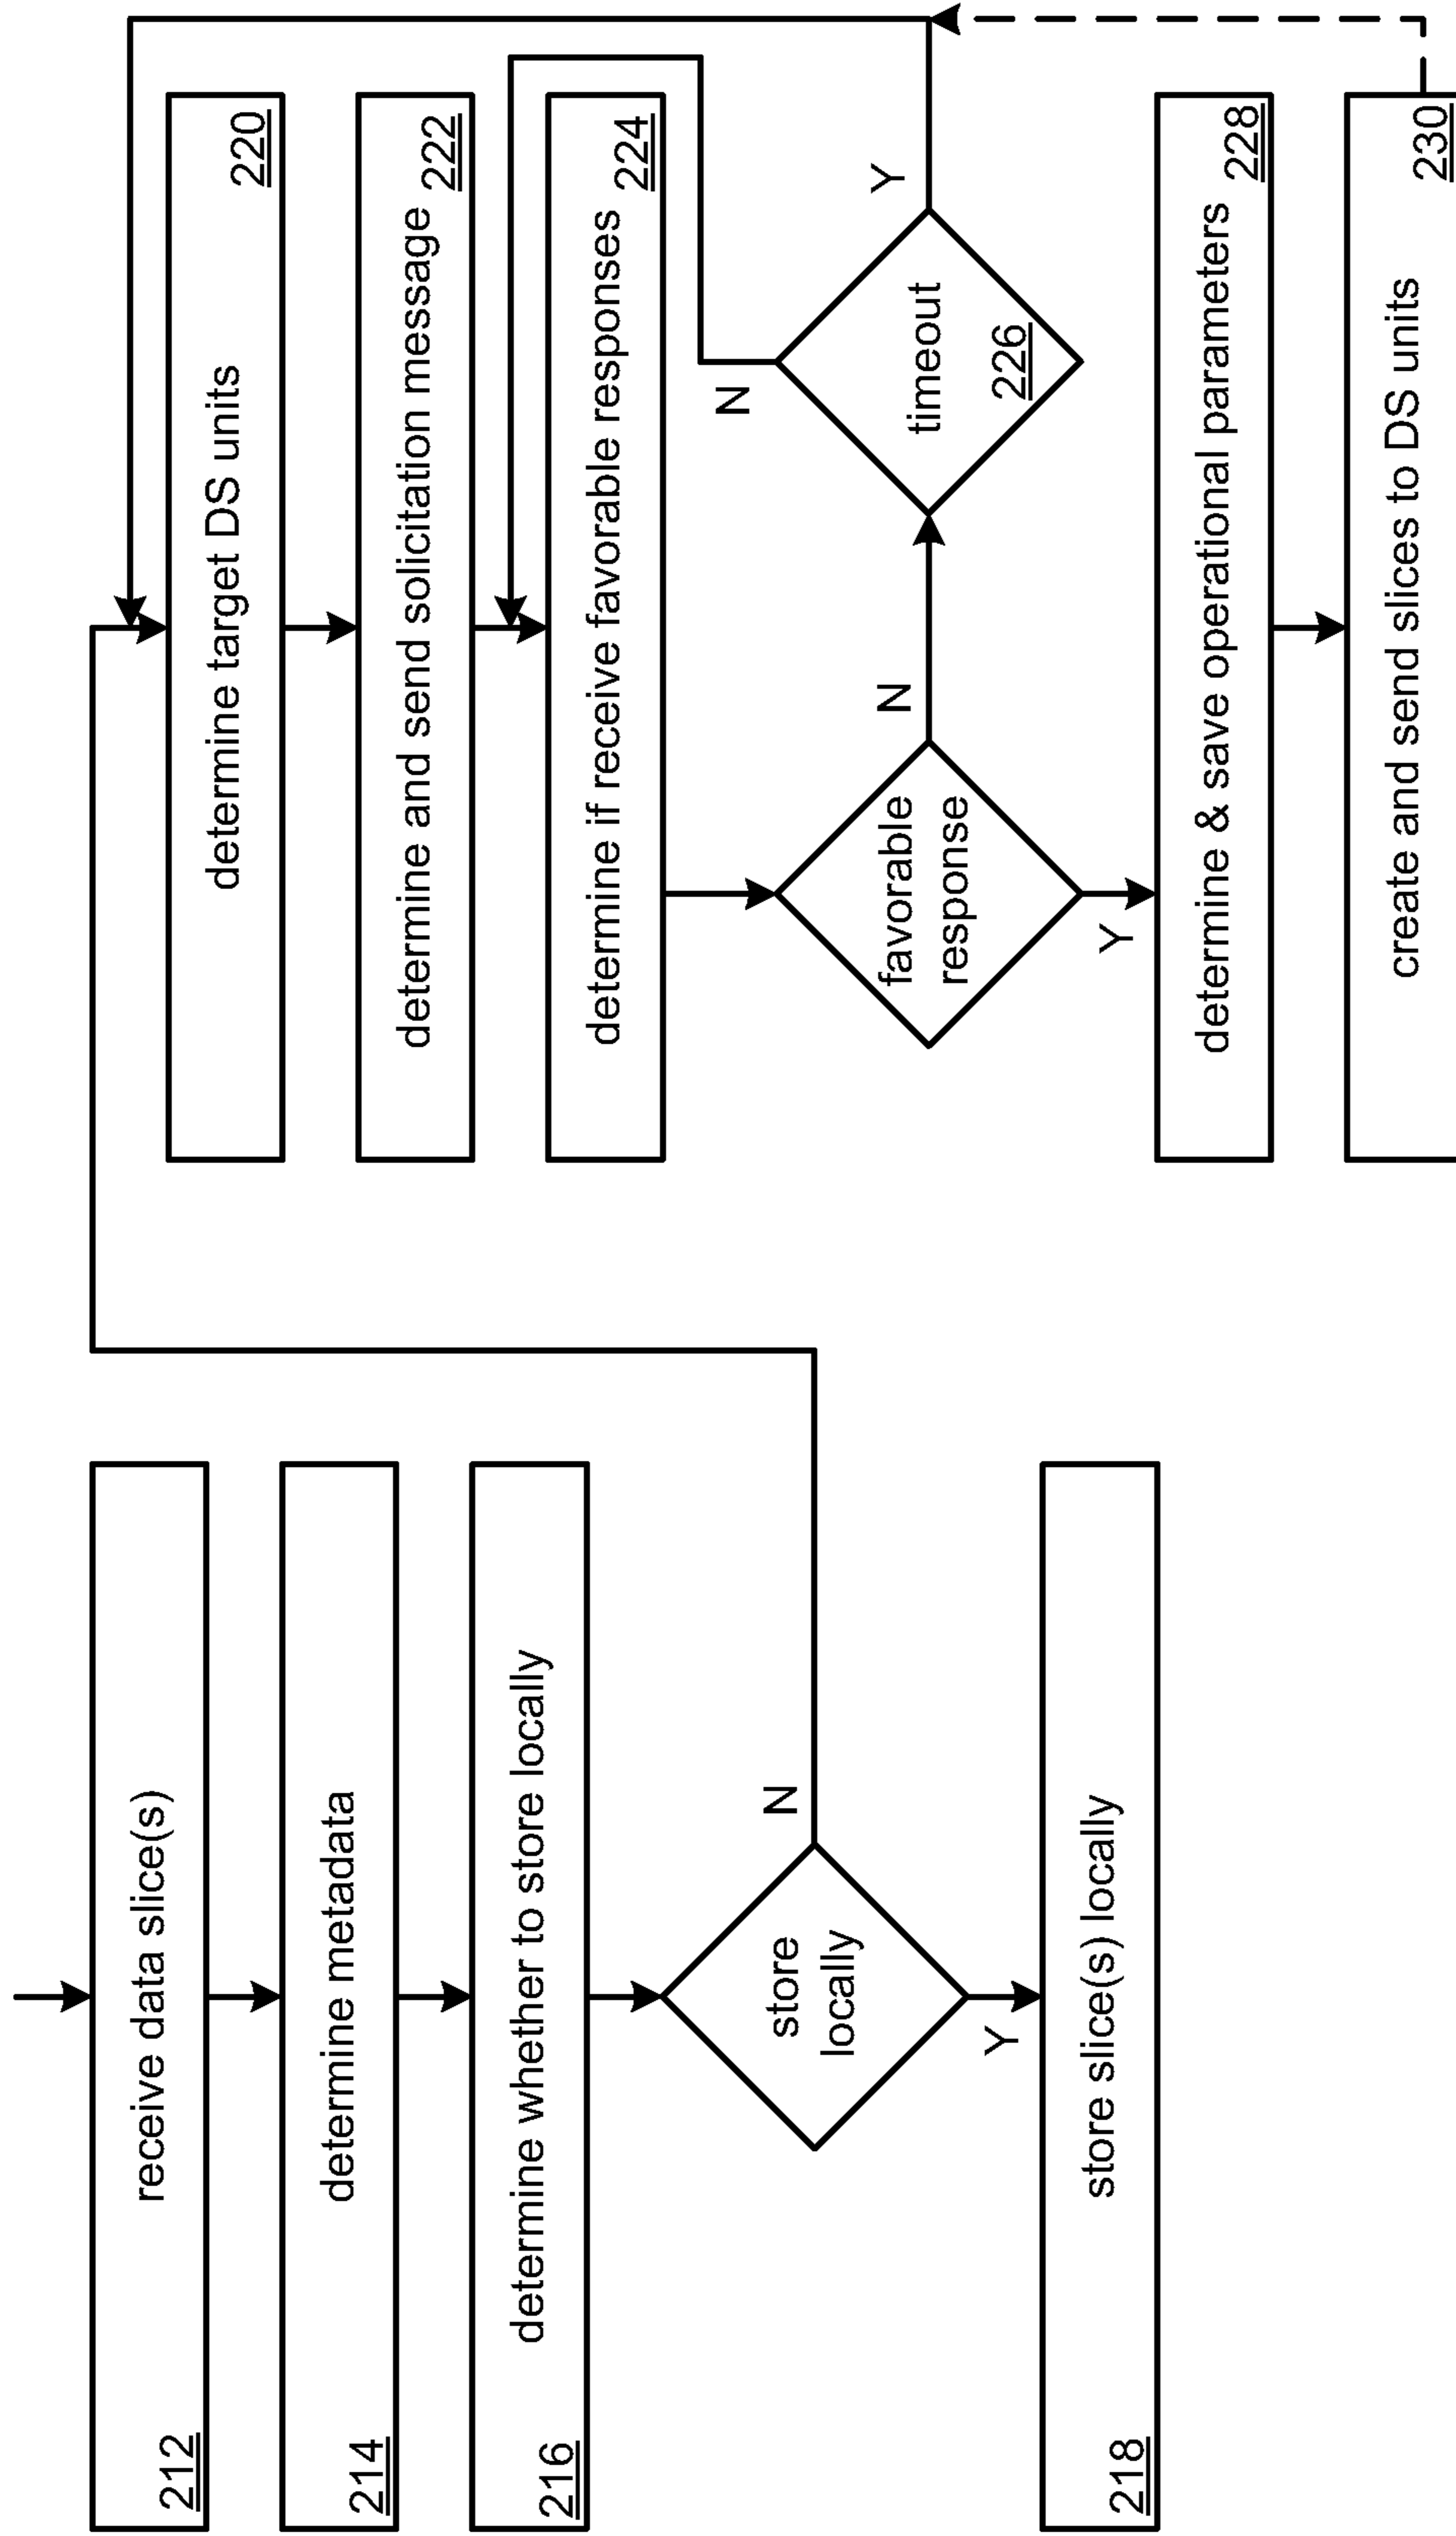 212
receive data slice(s)
214
determine metadata
216
determine whether to store locally
store
locally
N
Y
218
store slice(s) locally
determine target DS units
220
determine and send solicitation message
222
determine if receive favorable responses
224
favorable
response
N
Y
timeout
226
N
Y
determine & save operational parameters
228
create and send slices to DS units
230